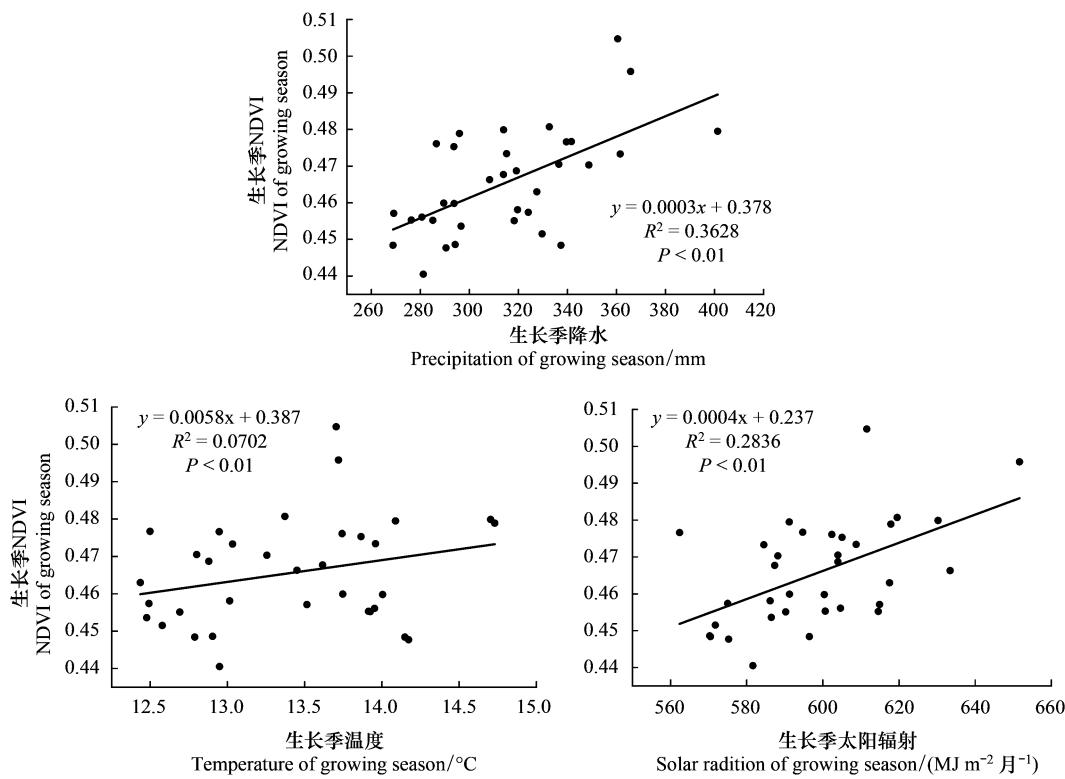 0.51
0.50
0.49
0.48
0.47
0.46
0.45
0.44
生长季NDVI
NDVI of growing season
y = 0.0003x + 0.378
R² = 0.3628
P < 0.01
260 280 300 320 340 360 380 400 420
生长季降水
Precipitation of growing season/mm
0.51
0.50
0.49
0.48
0.47
0.46
0.45
0.44
生长季NDVI
NDVI of growing season
y = 0.0058x + 0.387
R² = 0.0702
P < 0.01
12.5 13.0 13.5 14.0 14.5 15.0
生长季温度
Temperature of growing season/°C
0.51
0.50
0.49
0.48
0.47
0.46
0.45
0.44
y = 0.0004x + 0.237
R² = 0.2836
P < 0.01
560 580 600 620 640 660
生长季太阳辐射
Solar radition of growing season/(MJ m⁻² 月⁻¹)